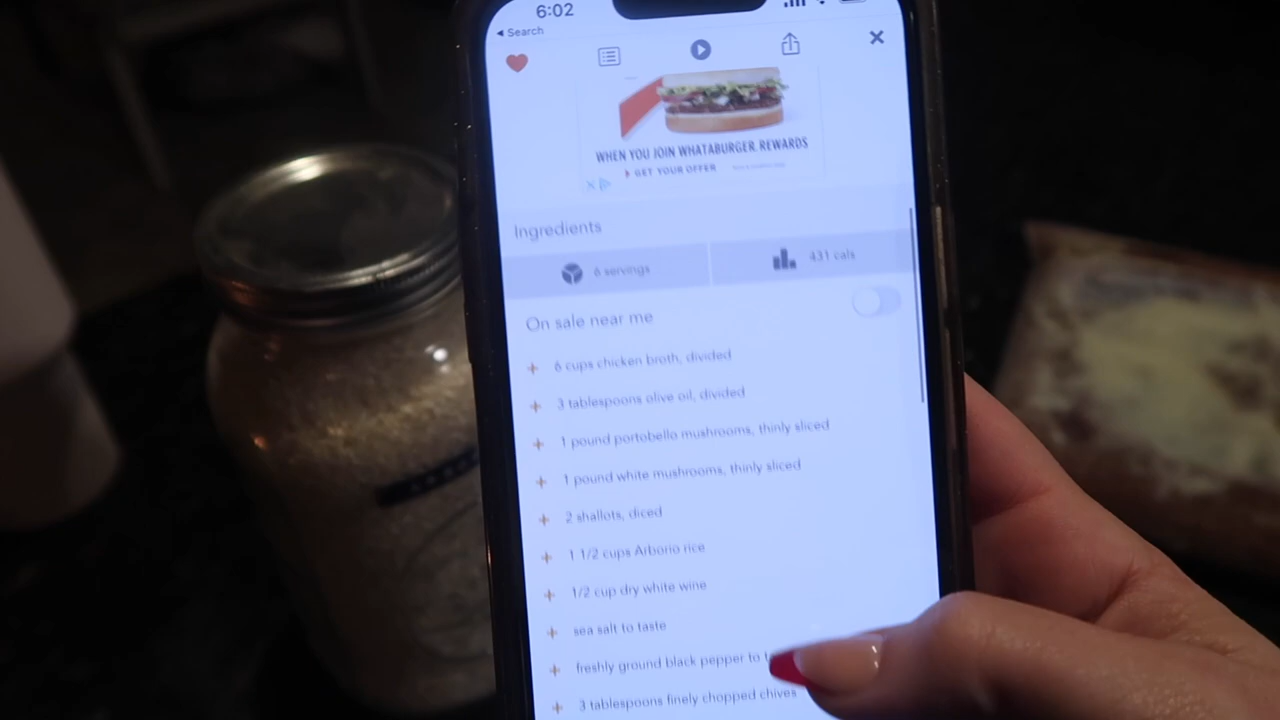 6:02
Search
WHEN YOU JOIN WHATABURGER REWARDS
GET YOUR OFFER
Ingredients
6 servings
431 cals
On sale near me
6 cups chicken broth, divided
3 tablespoons olive oil, divided
1 pound portobello mushrooms, thinly sliced
1 pound white mushrooms, thinly sliced
2 shallots, diced
1 1/2 cups Arborio rice
1/2 cup dry white wine
sea salt to taste
freshly ground black pepper to
3 tablespoons finely chopped chives